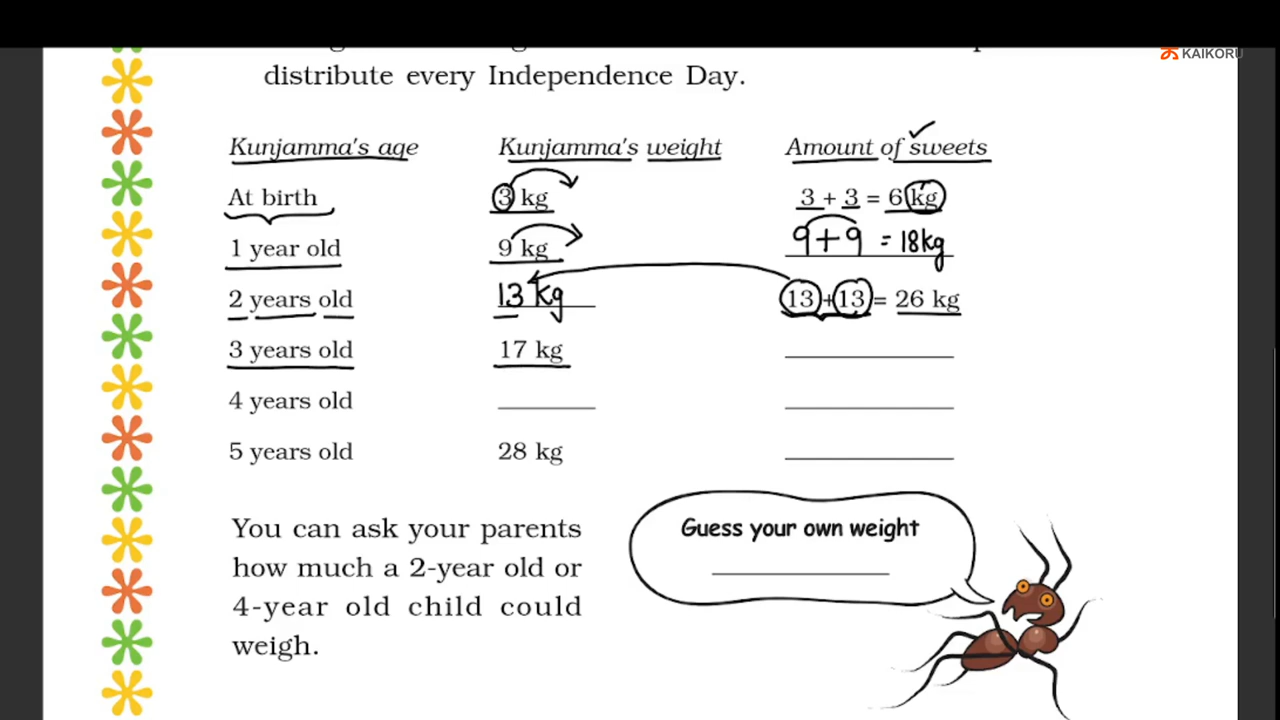 KAIKORU
distribute every Independence Day.
Kunjamma's age Kunjamma's weight Amount of sweets
At birth 3 kg 3 + 3 = 6 kg
1 year old 9 kg 9+9 = 18kg
2 years old 13 kg 13 + 13 = 26 kg
3 years old 17 kg
4 years old
5 years old 28 kg
You can ask your parents
how much a 2-year old or
4-year old child could
weigh.
Guess your own weight